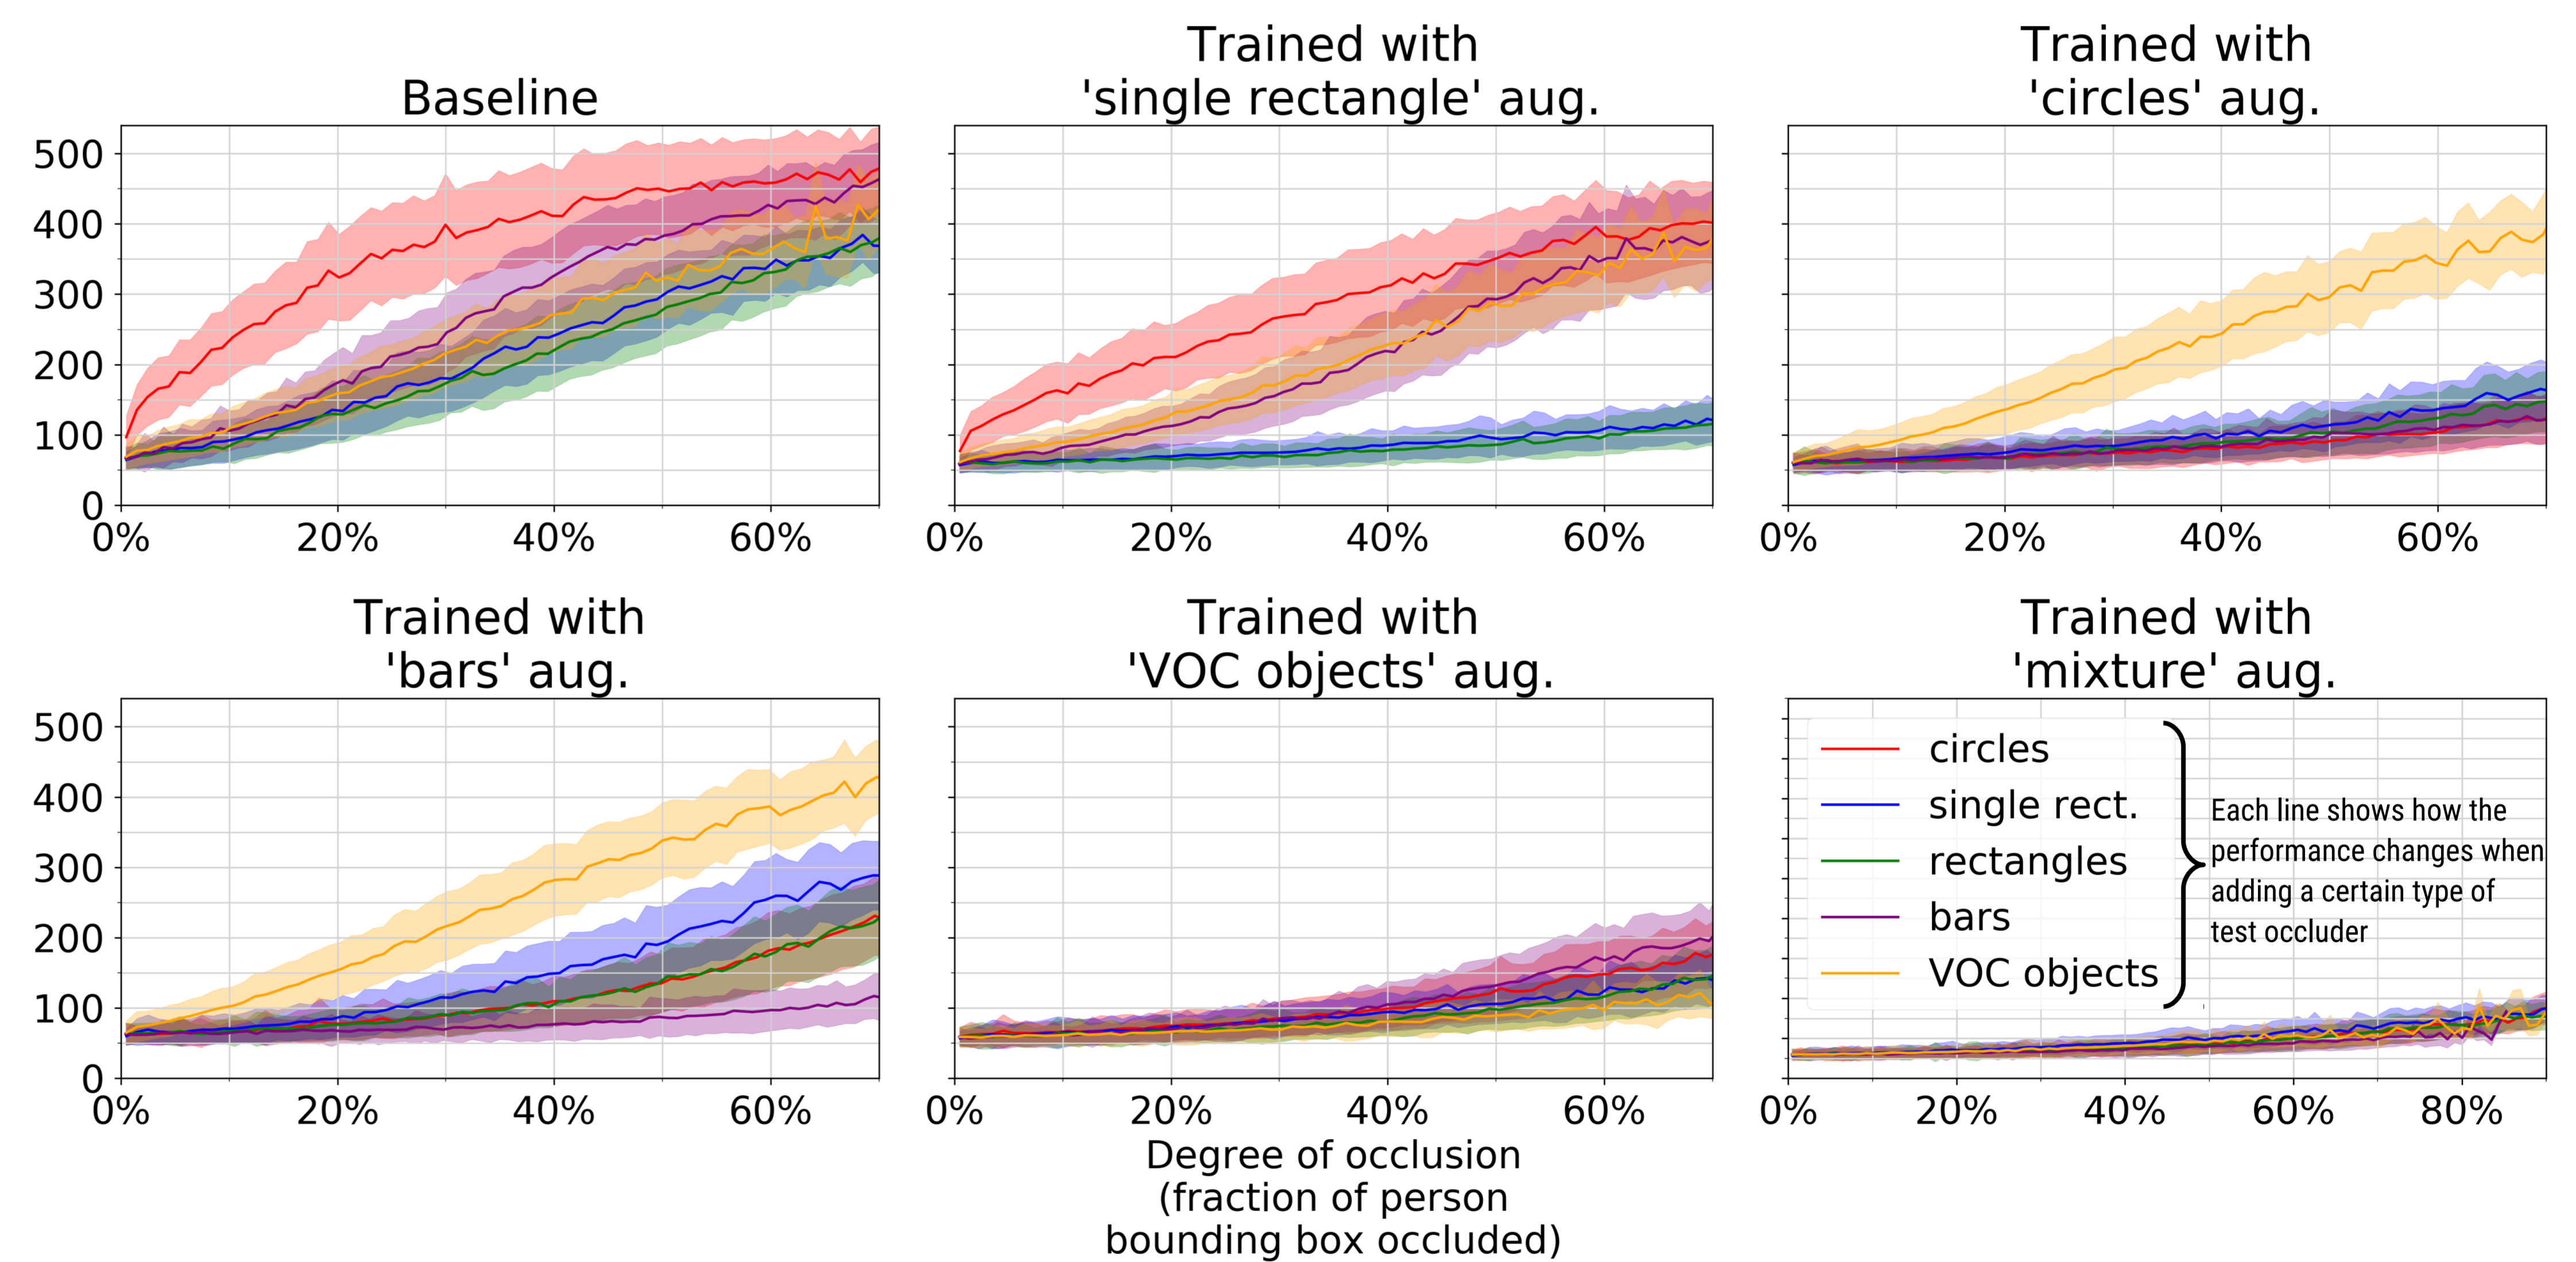 Baseline
Trained with
'single rectangle' aug.
Trained with
'circles' aug.
500
400
300
200
100
0
0%
20%
40%
60%
0%
20%
40%
60%
0%
20%
40%
60%
Trained with
'bars' aug.
Trained with
'VOC objects' aug.
Trained with
'mixture' aug.
500
400
300
200
100
0
0%
20%
40%
60%
0%
20%
40%
60%
circles
single rect.
rectangles
bars
VOC objects
Each line shows how the
performance changes when
adding a certain type of
test occluder
0%
20%
40%
60%
80%
Degree of occlusion
(fraction of person
bounding box occluded)